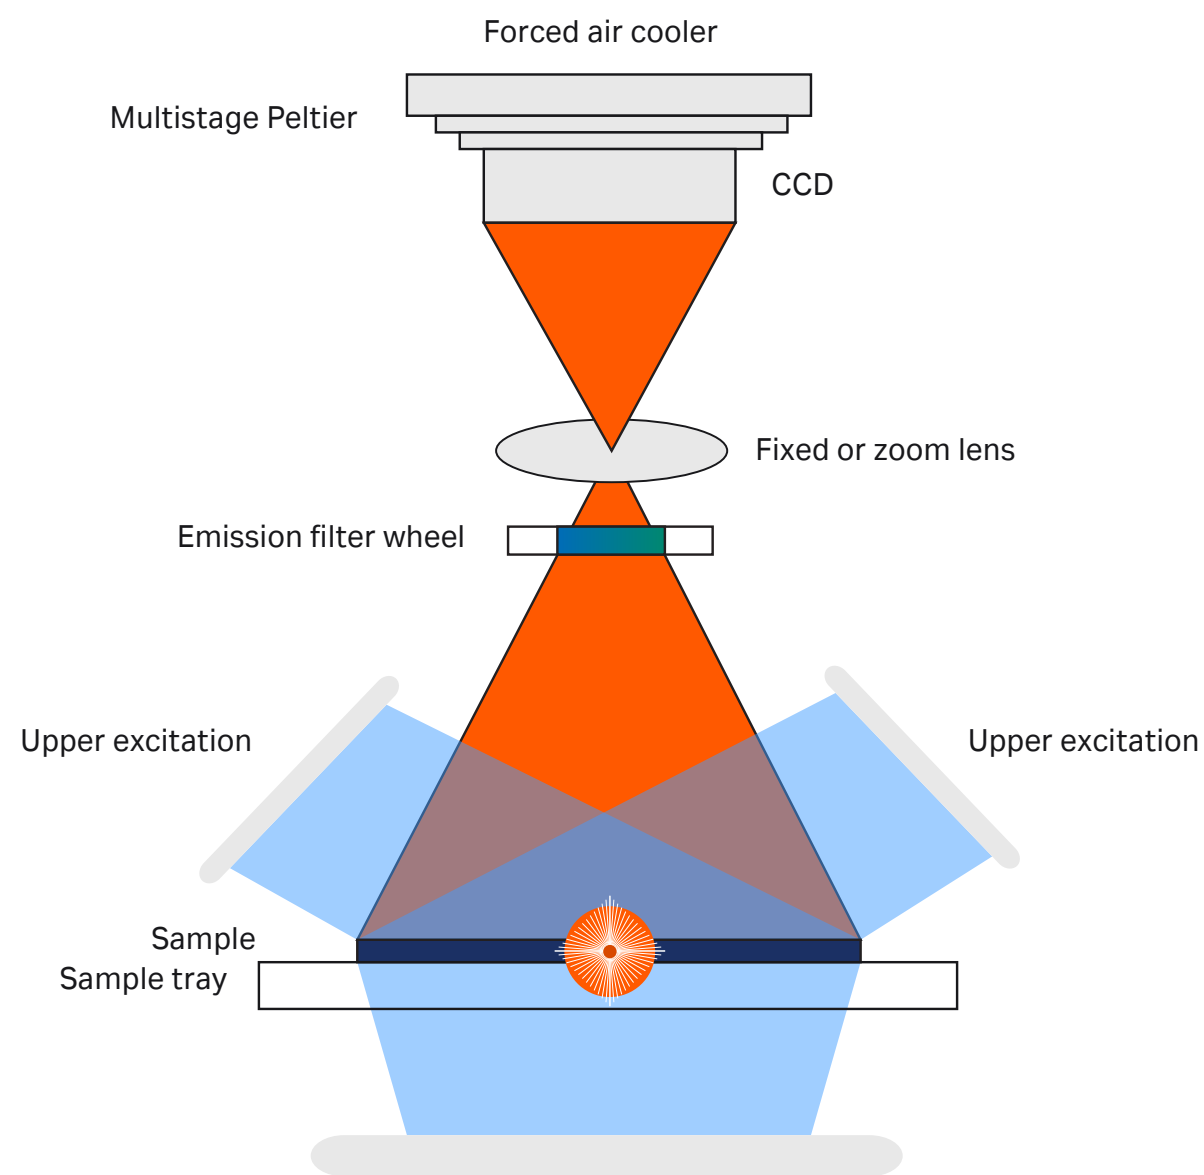 Forced air cooler
Multistage Peltier
CCD
Fixed or zoom lens
Emission filter wheel
Upper excitation
Upper excitation
Sample
Sample tray